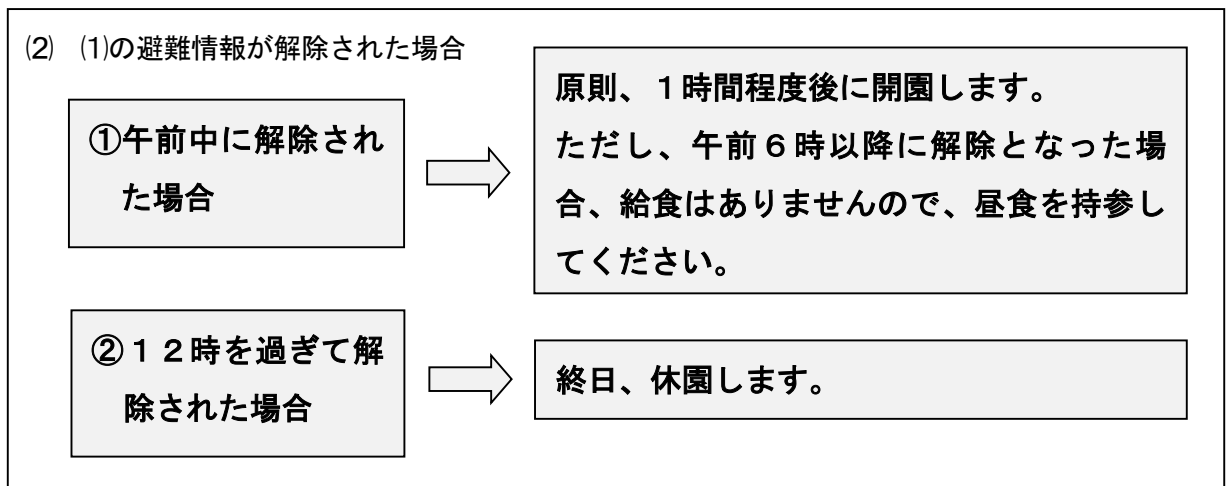 ⑵ ⑴の避難情報が解除された場合
①午前中に解除され
た場合
原則、１時間程度後に開園します。
ただし、午前６時以降に解除となった場
合、給食はありませんので、昼食を持参し
てください。
②１２時を過ぎて解
除された場合
終日、休園します。